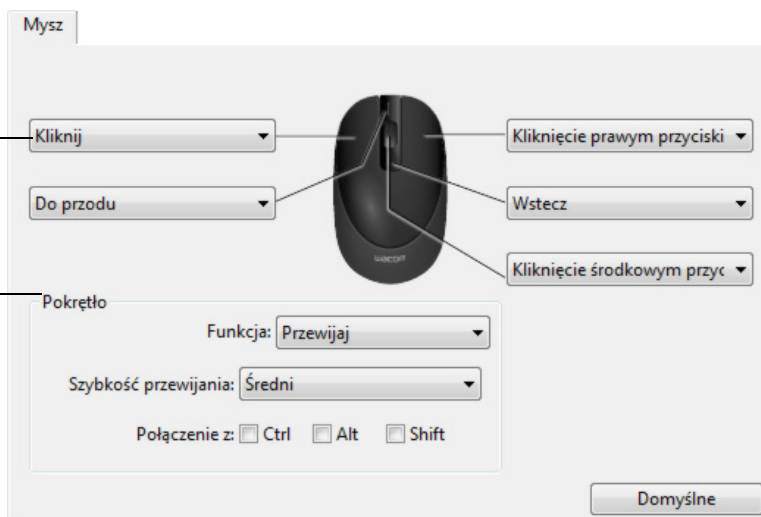 Mysz
Kliknij
Kliknięcie prawym przyciski
Do przodu
Wstecz
wacom
Kliknięcie środkowym przyc
Pokrętło
Funkcja: Przewijaj
Szybkość przewijania: Średni
Połączenie z: Ctrl Alt Shift
Domyślne